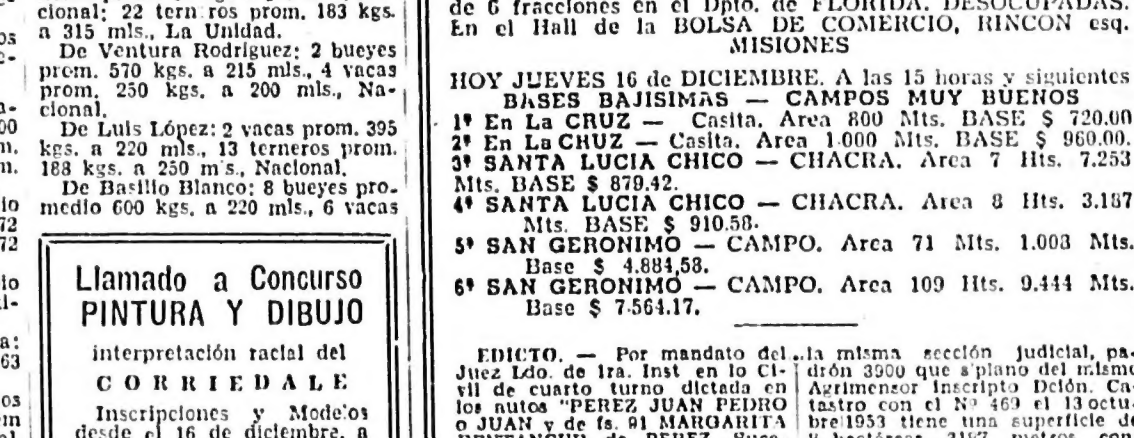 cional; 22 terneros prom. 183 kgs.
a 315 mls., La Unidad.
De Ventura Rodríguez: 2 bueyes
prom. 570 kgs. a 215 mls., 4 vacas
prom. 250 kgs. a 200 mls., Na-
cional.
De Luis López: 2 vacas prom. 395
kgs. a 220 mls., 13 terneros prom.
188 kgs. a 250 m's., Nacional.
De Basilio Blanco: 8 bueyes pro-
medio 600 kgs. a 220 mls., 6 vacas
Llamado a Concurso
PINTURA Y DIBUJO
interpretación racial del
CORRIEDALE
Inscripciones y Modelos
desde el 16 de diciembre, a
de 6 fracciones en el Dpto. de FLORIDA. DESOCUPADAS.
En el Hall de la BOLSA DE COMERCIO, RINCON esq.
MISIONES
HOY JUEVES 16 de DICIEMBRE. A las 15 horas y siguientes
BASES BAJISIMAS — CAMPOS MUY BUENOS
1º En La CRUZ — Casita. Area 800 Mts. BASE $ 720.00
2º En La CRUZ — Casita. Area 1.000 Mts. BASE $ 960.00.
3º SANTA LUCIA CHICO — CHACRA. Area 7 Hts. 7.253
Mts. BASE $ 879.42.
4º SANTA LUCIA CHICO — CHACRA. Area 8 Hts. 3.187
Mts. BASE $ 910.58.
5º SAN GERONIMO — CAMPO. Area 71 Mts. 1.003 Mts.
Base $ 4.884,58.
6º SAN GERONIMO — CAMPO. Area 109 Hts. 9.444 Mts.
Base $ 7.564.17.
EDICTO. — Por mandato del
Juez Ldo. de 1ra. Inst en lo Ci-
vil de cuarto turno dictada en
los autos "PEREZ JUAN PEDRO
o JUAN y de fs. 91 MARGARITA
la misma sección judicial, pa-
drón 3900 que s'plano del mismo
Agrimensor inscripto Dción. Ca-
tastro con el Nº 469 el 13 octu-
bre 1953 tiene una superficie de